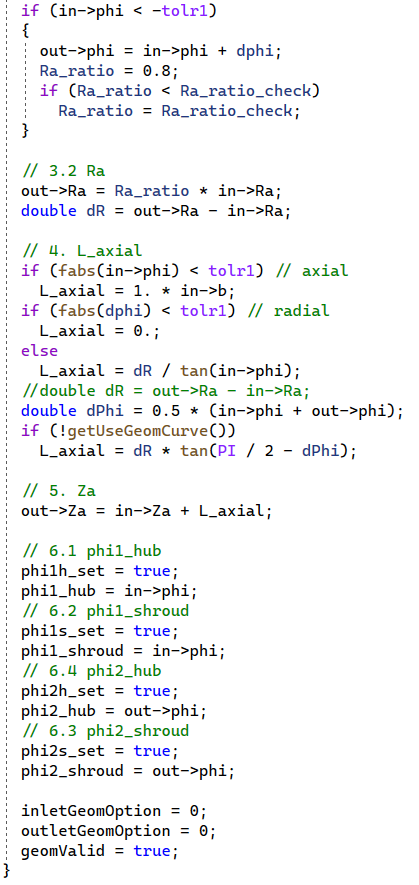 if (in->phi < -tolr1)
{
out->phi = in->phi + dphi;
Ra_ratio = 0.8;
if (Ra_ratio < Ra_ratio_check)
Ra_ratio = Ra_ratio_check;
}
// 3.2 Ra
out->Ra = Ra_ratio * in->Ra;
double dR = out->Ra - in->Ra;
// 4. L_axial
if (fabs(in->phi) < tolr1) // axial
L_axial = 1. * in->b;
if (fabs(dphi) < tolr1) // radial
L_axial = 0.;
else
L_axial = dR / tan(in->phi);
//double dR = out->Ra - in->Ra;
double dPhi = 0.5 * (in->phi + out->phi);
if (!getUseGeomCurve())
L_axial = dR * tan(PI / 2 - dPhi);
// 5. Za
out->Za = in->Za + L_axial;
// 6.1 phi1_hub
phi1h_set = true;
phi1_hub = in->phi;
// 6.2 phi1_shroud
phi1s_set = true;
phi1_shroud = in->phi;
// 6.4 phi2_hub
phi2h_set = true;
phi2_hub = out->phi;
// 6.3 phi2_shroud
phi2s_set = true;
phi2_shroud = out->phi;
inletGeomOption = 0;
outletGeomOption = 0;
geomValid = true;
}